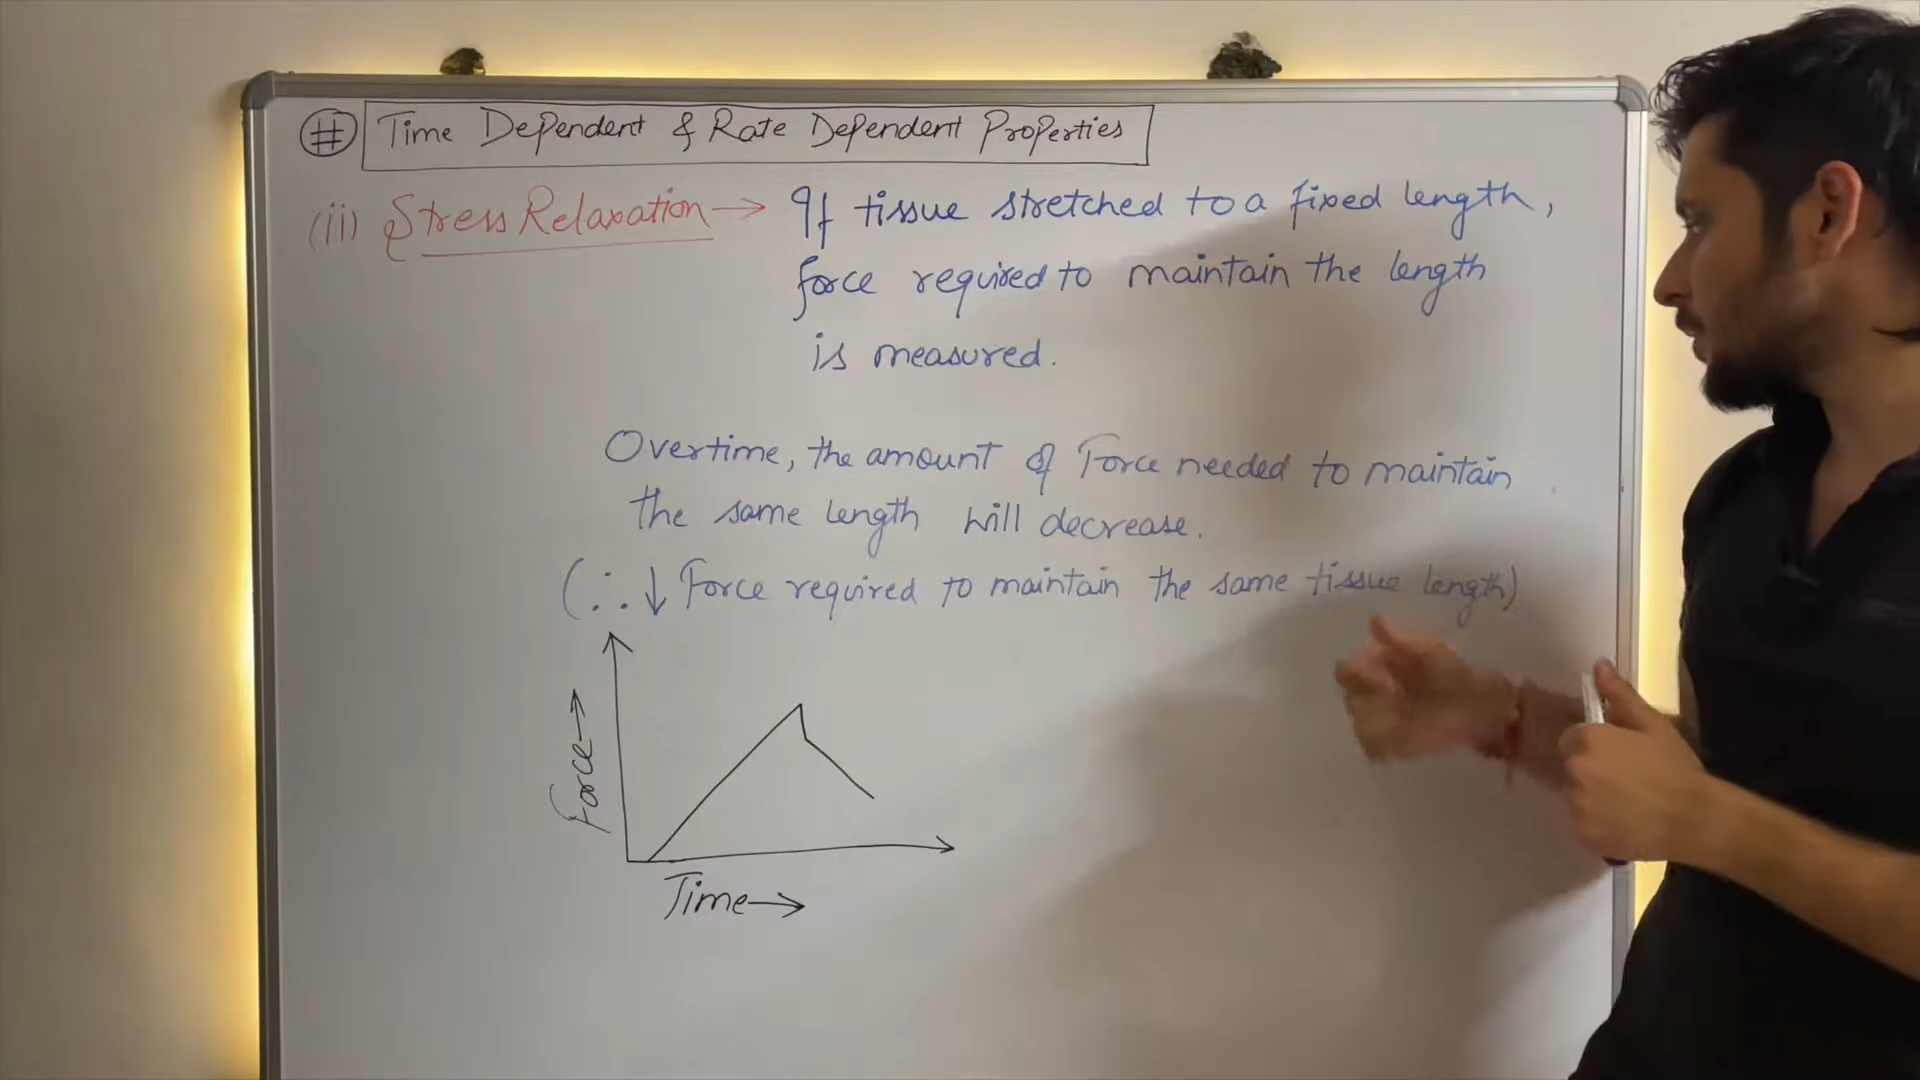 # Time Dependent & Rate Dependent Properties
(ii) Stress Relaxation → If tissue stretched to a fixed length,
force required to maintain the length
is measured.
Overtime, the amount of Force needed to maintain
the same length will decrease.
(∴ ↓ Force required to maintain the same tissue length)
Force→
Time→